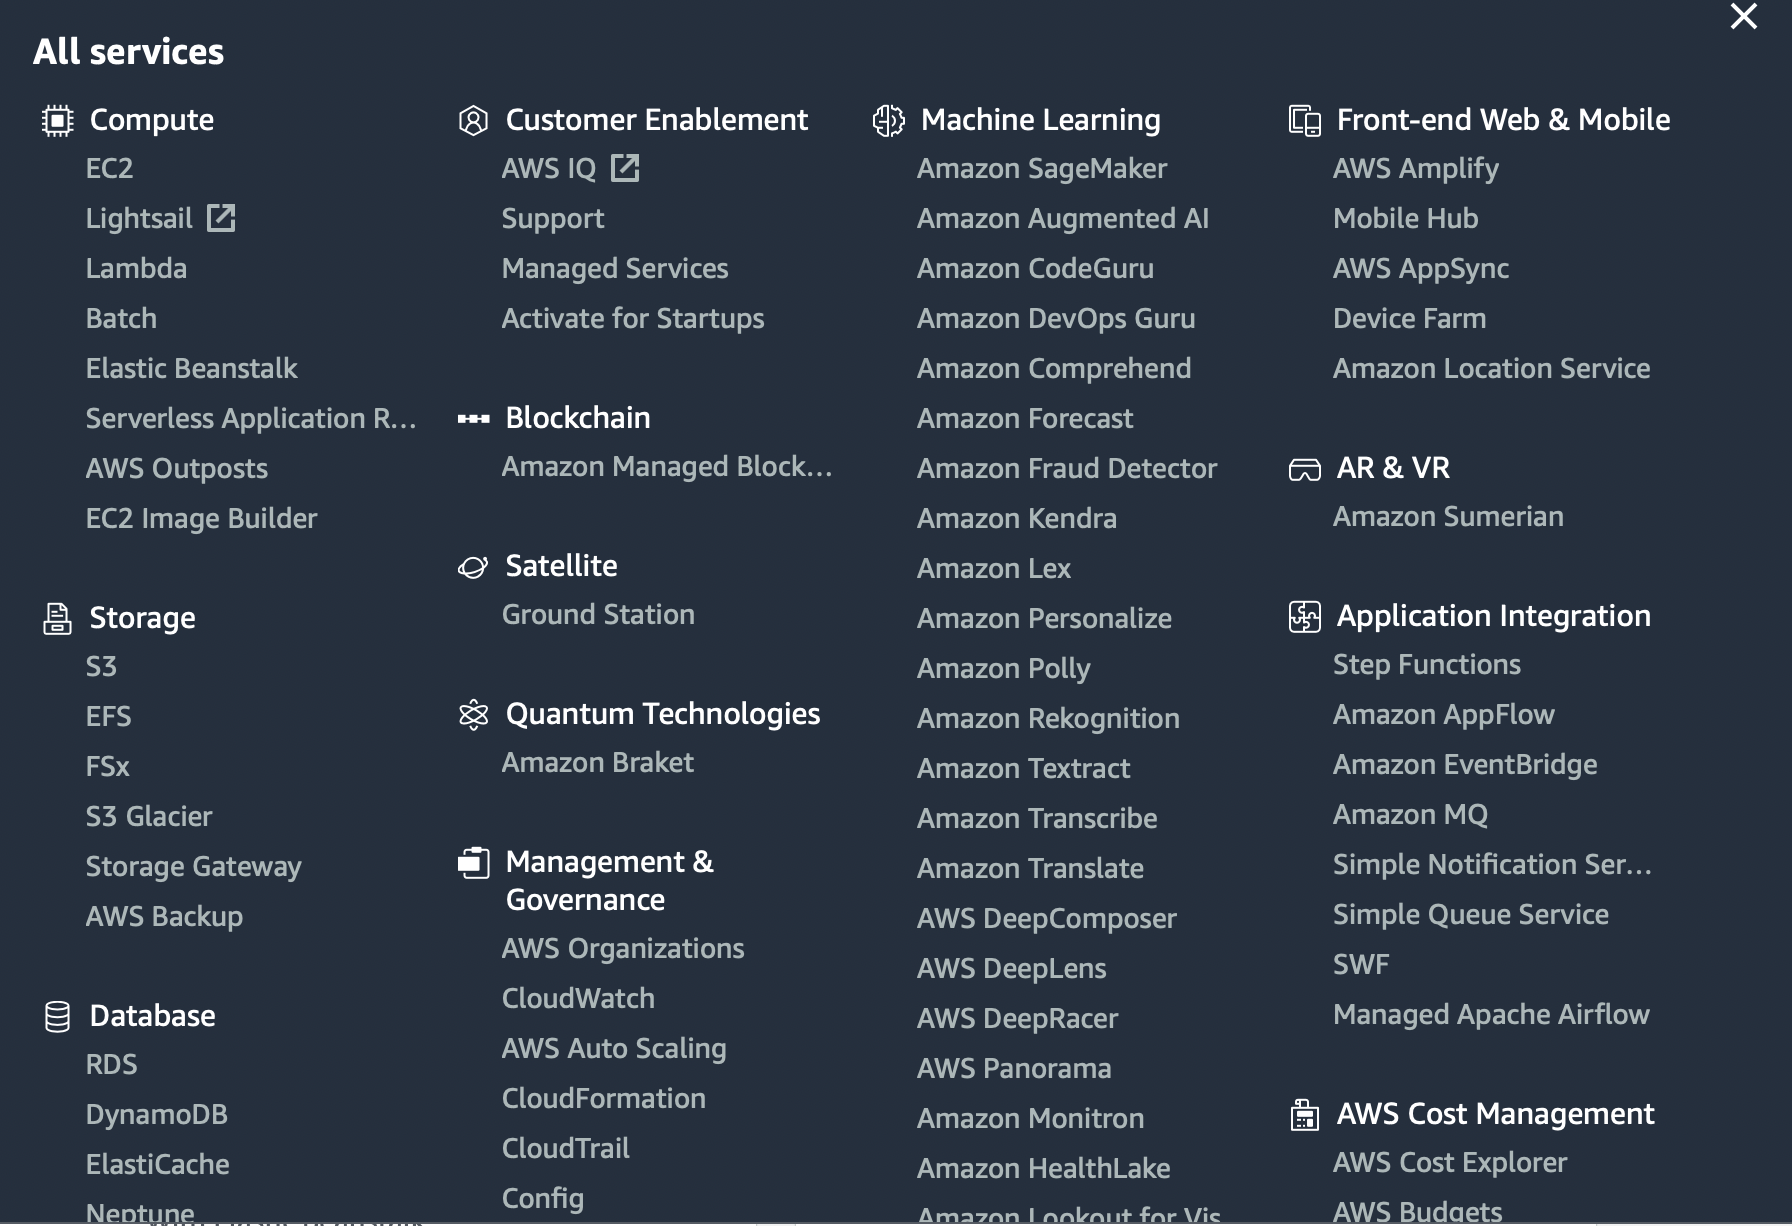 All services
Compute
EC2
Lightsail
Lambda
Batch
Elastic Beanstalk
Serverless Application R...
AWS Outposts
EC2 Image Builder
Storage
S3
EFS
FSx
S3 Glacier
Storage Gateway
AWS Backup
Database
RDS
DynamoDB
ElastiCache
Neptune
Customer Enablement
AWS IQ
Support
Managed Services
Activate for Startups
Blockchain
Amazon Managed Block...
Satellite
Ground Station
Quantum Technologies
Amazon Braket
Management &
Governance
AWS Organizations
CloudWatch
AWS Auto Scaling
CloudFormation
CloudTrail
Config
Machine Learning
Amazon SageMaker
Amazon Augmented AI
Amazon CodeGuru
Amazon DevOps Guru
Amazon Comprehend
Amazon Forecast
Amazon Fraud Detector
Amazon Kendra
Amazon Lex
Amazon Personalize
Amazon Polly
Amazon Rekognition
Amazon Textract
Amazon Transcribe
Amazon Translate
AWS DeepComposer
AWS DeepLens
AWS DeepRacer
AWS Panorama
Amazon Monitron
Amazon HealthLake
Amazon Lookout for Vis
Front-end Web & Mobile
AWS Amplify
Mobile Hub
AWS AppSync
Device Farm
Amazon Location Service
AR & VR
Amazon Sumerian
Application Integration
Step Functions
Amazon AppFlow
Amazon EventBridge
Amazon MQ
Simple Notification Ser...
Simple Queue Service
SWF
Managed Apache Airflow
AWS Cost Management
AWS Cost Explorer
AWS Budgets